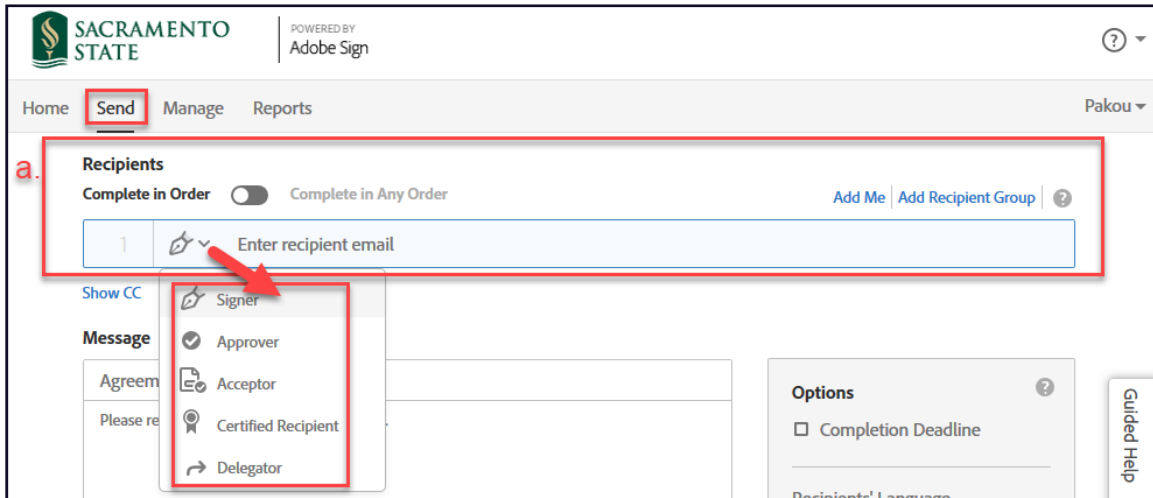 SACRAMENTO
STATE
POWERED BY
Adobe Sign
?
Home Send Manage Reports Pakou
a.
Recipients
Complete in Order Complete in Any Order Add Me Add Recipient Group ?
1 Enter recipient email
Show CC
Signer
Message
Approver
Agreem
Acceptor
Options ?
Please re
Certified Recipient
Completion Deadline
Delegator
Guided Help
Recipients' Language